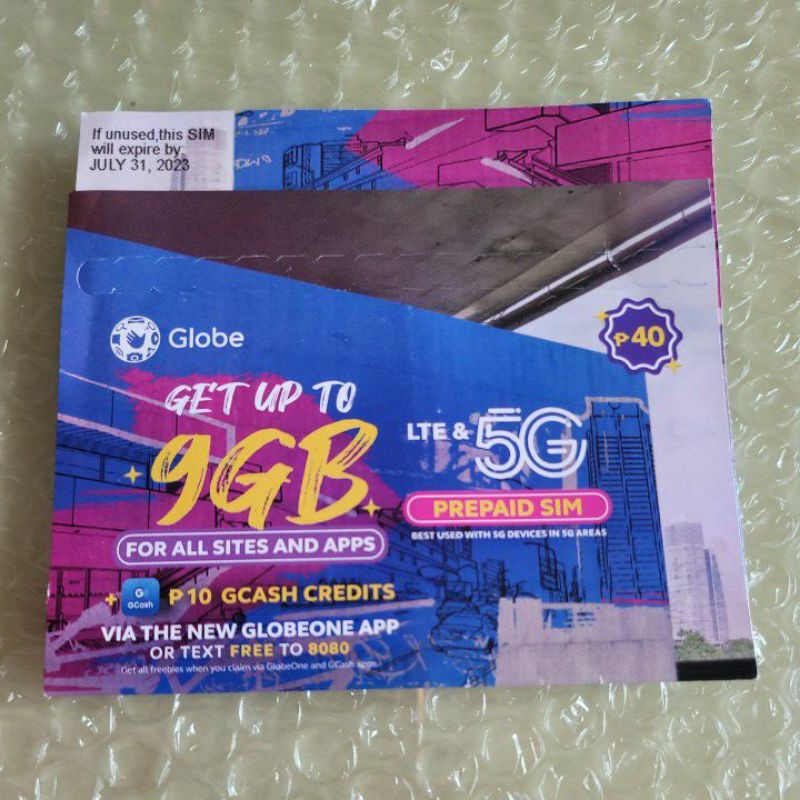 If unused,this SIM
will expire by:
JULY 31, 2023
Globe
₱40
GET UP TO
9GB
LTE & 5G
PREPAID SIM
BEST USED WITH 5G DEVICES IN 5G AREAS
FOR ALL SITES AND APPS
+ GCash ₱10 GCASH CREDITS
VIA THE NEW GLOBEONE APP
OR TEXT FREE TO 8080
Get all freebies when you claim via GlobeOne and GCash apps